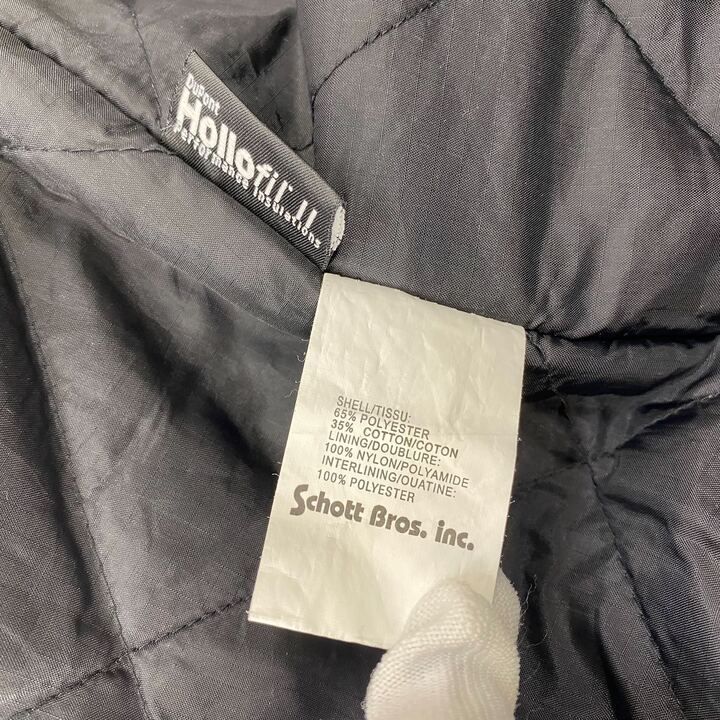 DuPont
Hollofil II
performance insulations
SHELL/TISSU:
65% POLYESTER
35% COTTON/COTON
LINING/DOUBLURE:
100% NYLON/POLYAMIDE
INTERLINING/OUATINE:
100% POLYESTER
Schott Bros. inc.